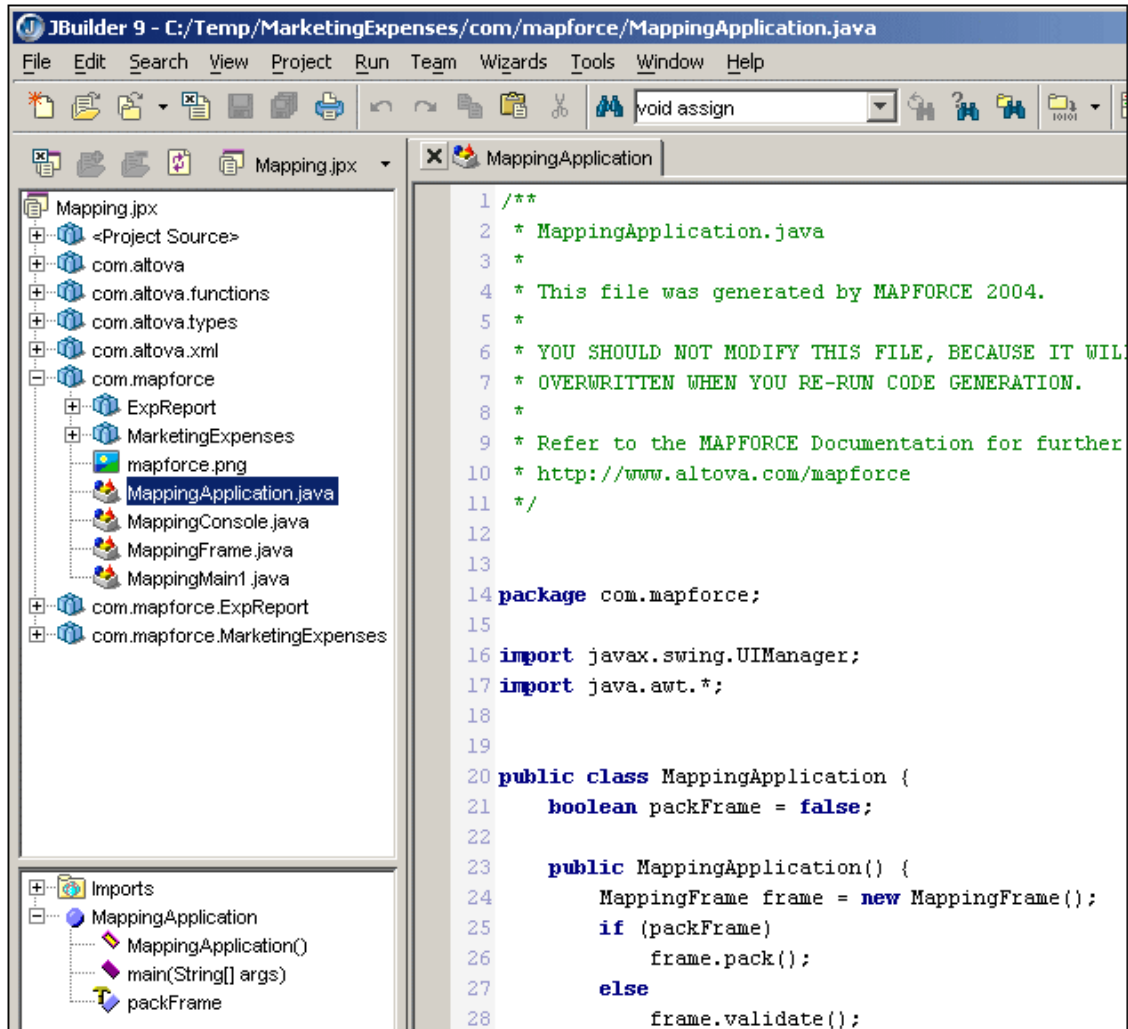 JBuilder 9 - C:/Temp/MarketingExpenses/com/mapforce/MappingApplication.java
File Edit Search View Project Run Team Wizards Tools Window Help
void assign
Mapping.jpx
MappingApplication
Mapping.jpx
<Project Source>
com.altova
com.altova.functions
com.altova.types
com.altova.xml
com.mapforce
ExpReport
MarketingExpenses
mapforce.png
MappingApplication.java
MappingConsole.java
MappingFrame.java
MappingMain1.java
com.mapforce.ExpReport
com.mapforce.MarketingExpenses
Imports
MappingApplication
MappingApplication()
main(String[] args)
packFrame
1 /**
2 * MappingApplication.java
3 *
4 * This file was generated by MAPFORCE 2004.
5 *
6 * YOU SHOULD NOT MODIFY THIS FILE, BECAUSE IT WIL
7 * OVERWRITTEN WHEN YOU RE-RUN CODE GENERATION.
8 *
9 * Refer to the MAPFORCE Documentation for further
10 * http://www.altova.com/mapforce
11 */
12
13
14 package com.mapforce;
15
16 import javax.swing.UIManager;
17 import java.awt.*;
18
19
20 public class MappingApplication {
21 boolean packFrame = false;
22
23 public MappingApplication() {
24 MappingFrame frame = new MappingFrame();
25 if (packFrame)
26 frame.pack();
27 else
28 frame.validate();